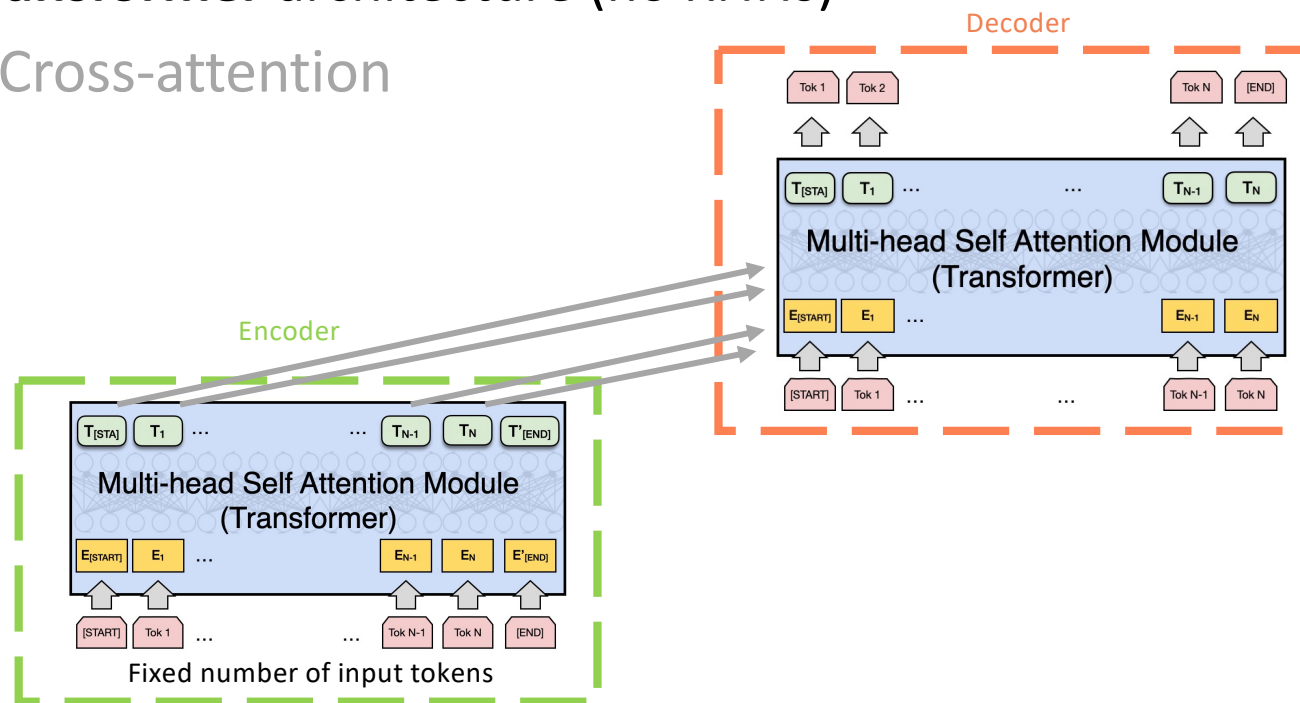 architecture (no RNNs)
Cross-attention
Decoder
Tok 1 Tok 2 Tok N [END]
T[STA] T1 ... ... TN-1 TN
Multi-head Self Attention Module
(Transformer)
E[START] E1 ... EN-1 EN
[START] Tok 1 ... ... Tok N-1 Tok N
Encoder
T[STA] T1 ... ... TN-1 TN T'[END]
Multi-head Self Attention Module
(Transformer)
E[START] E1 ... EN-1 EN E'[END]
[START] Tok 1 ... ... Tok N-1 Tok N [END]
Fixed number of input tokens